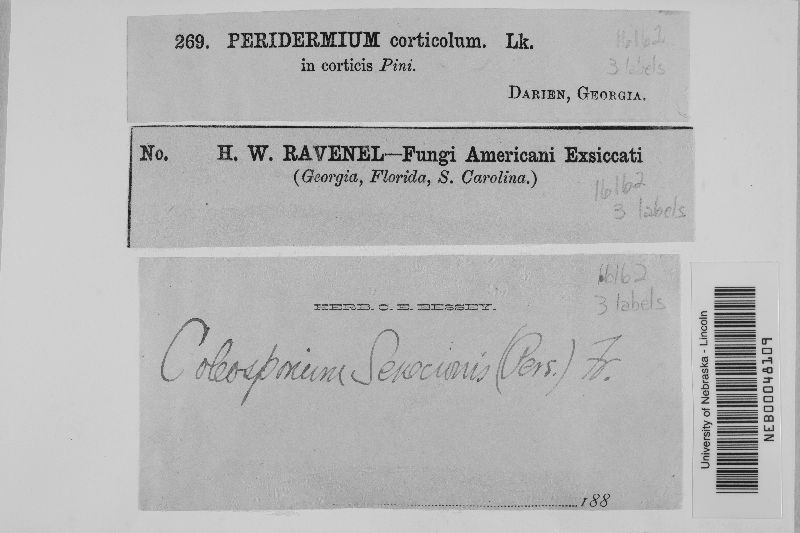 269. PERIDERMIUM corticolum. Lk.
in corticis Pini.
DARIEN, GEORGIA.
16162
3 labels
No. H. W. RAVENEL—Fungi Americani Exsiccati
(Georgia, Florida, S. Carolina.)
16162
3 labels
16162
3 labels
HERB. C. E. BESSEY.
Coleosporium Senecionis (Pers.) Fr.
188
University of Nebraska - Lincoln
NEB00048109